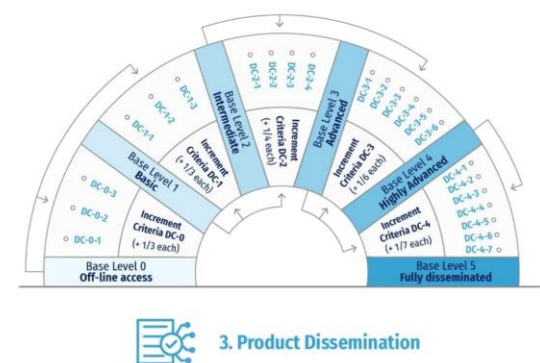 Base Level 0
Off-line access
DC-0-1
DC-0-2
DC-0-3
Increment
Criteria DC-0
(+ 1/3 each)
Base Level 1
Basic
DC-1-1
DC-1-2
DC-1-3
Increment
Criteria DC-1
(+ 1/3 each)
Base Level 2
Intermediate
DC-2-1
DC-2-2
DC-2-3
DC-2-4
Increment
Criteria DC-2
(+ 1/4 each)
Base Level 3
Advanced
DC-3-1
DC-3-2
DC-3-3
DC-3-4
DC-3-5
DC-3-6
Increment
Criteria DC-3
(+ 1/6 each)
Base Level 4
Highly Advanced
DC-4-1
DC-4-2
DC-4-3
DC-4-4
DC-4-5
DC-4-6
DC-4-7
Increment
Criteria DC-4
(+ 1/7 each)
Base Level 5
Fully disseminated
3. Product Dissemination